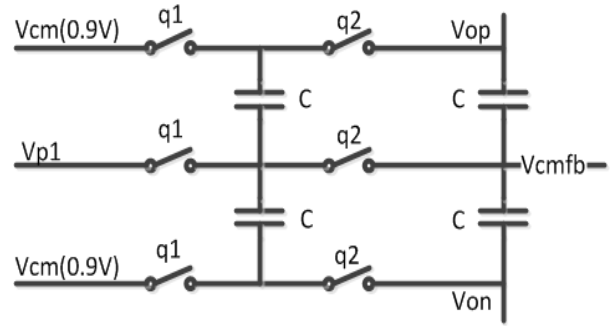 Vcm(0.9V) q1 q2 Vop
C C
Vp1 q1 q2 Vcmfb
C C
Vcm(0.9V) q1 q2 Von